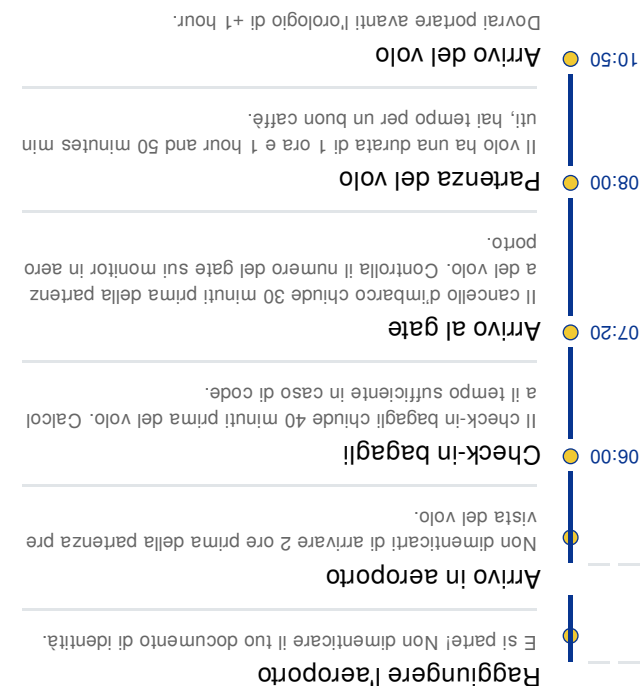 Raggiungere l'aeroporto
E si parte! Non dimenticare il tuo documento di identità.
Arrivo in aeroporto
Non dimenticarti di arrivare 2 ore prima della partenza pre
vista del volo.
06:00
Check-in bagagli
Il check-in bagagli chiude 40 minuti prima del volo. Calcol
a il tempo sufficiente in caso di code.
07:20
Arrivo al gate
Il cancello d'imbarco chiude 30 minuti prima della partenz
a del volo. Controlla il numero del gate sui monitor in aero
porto.
08:00
Partenza del volo
Il volo ha una durata di 1 ora e 1 hour and 50 minutes min
uti, hai tempo per un buon caffè.
10:50
Arrivo del volo
Dovrai portare avanti l'orologio di +1 hour.